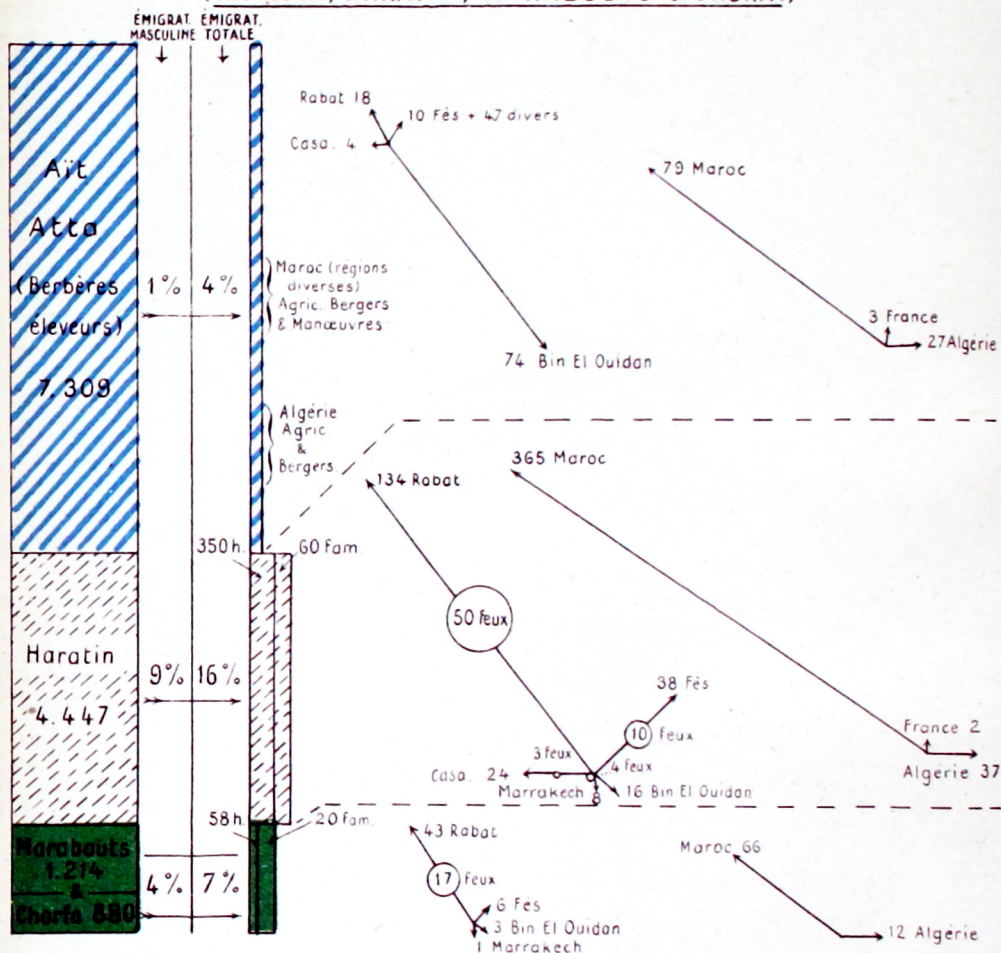 ÉMIGRAT. ÉMIGRAT.
MASCULINE TOTALE
Aït
Atta
(Berbères
éleveurs)
7.309
1%
4%
Maroc (régions
diverses)
Agric. Bergers
& Manœuvres
Algérie
Agric.
&
Bergers
Rabat 18
10 Fès + 47 divers
Casa. 4
74 Bin El Ouidan
79 Maroc
3 France
27 Algérie
Haratin
4.447
9%
16%
350 h.
60 Fam.
134 Rabat
50 feux
365 Maroc
38 Fès
10 feux
3 feux
4 feux
Casa. 24
Marrakech 8
16 Bin El Ouidan
France 2
Algérie 37
Marabouts
1.214
&
Chorfa 880
4%
7%
58 h.
20 Fam.
43 Rabat
17 feux
6 Fès
3 Bin El Ouidan
1 Marrakech
Maroc 66
12 Algérie